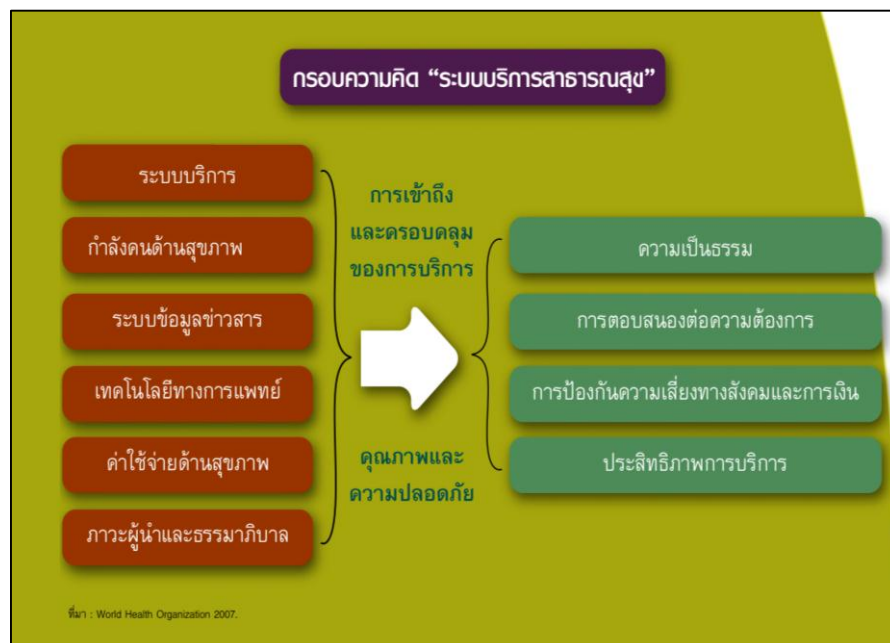 กรอบความคิด “ระบบบริการสาธารณสุข”
ระบบบริการ
กำลังคนด้านสุขภาพ
ระบบข้อมูลข่าวสาร
เทคโนโลยีทางการแพทย์
ค่าใช้จ่ายด้านสุขภาพ
ภาวะผู้นำและธรรมาภิบาล
การเข้าถึง
และครอบคลุม
ของการบริการ
คุณภาพและ
ความปลอดภัย
ความเป็นธรรม
การตอบสนองต่อความต้องการ
การป้องกันความเสี่ยงทางสังคมและการเงิน
ประสิทธิภาพการบริการ
ที่มา : World Health Organization 2007.